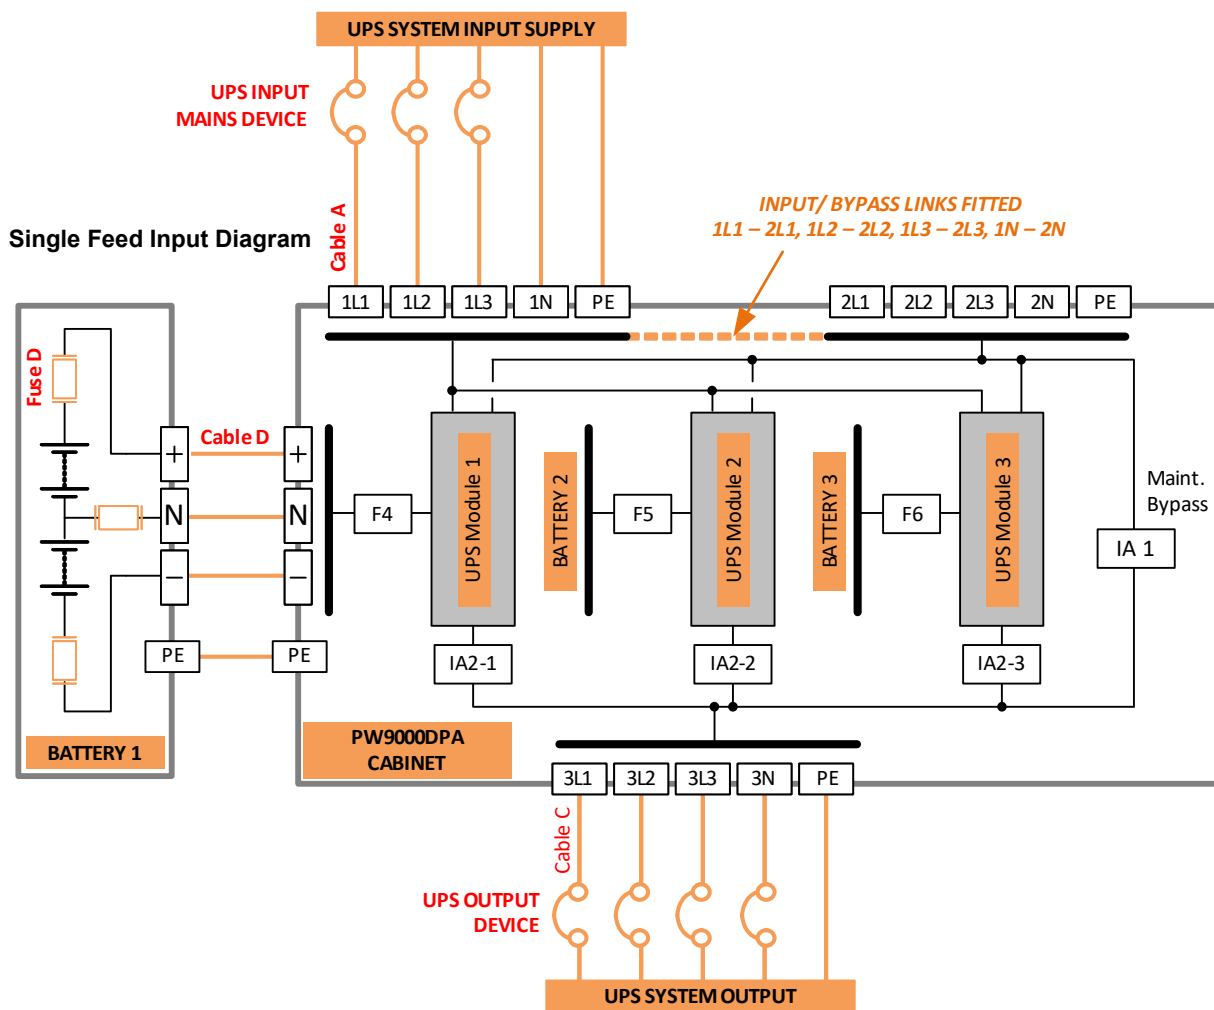 UPS SYSTEM INPUT SUPPLY
UPS INPUT
MAINS DEVICE
Cable A
INPUT/ BYPASS LINKS FITTED
1L1 – 2L1, 1L2 – 2L2, 1L3 – 2L3, 1N – 2N
Single Feed Input Diagram
1L1
1L2
1L3
1N
PE
2L1
2L2
2L3
2N
PE
Fuse D
Cable D
+
+
N
N
–
–
PE
PE
F4
UPS Module 1
BATTERY 2
F5
UPS Module 2
BATTERY 3
F6
UPS Module 3
Maint.
Bypass
IA 1
IA2-1
IA2-2
IA2-3
BATTERY 1
PW9000DPA
CABINET
3L1
3L2
3L3
3N
PE
Cable C
UPS OUTPUT
DEVICE
UPS SYSTEM OUTPUT